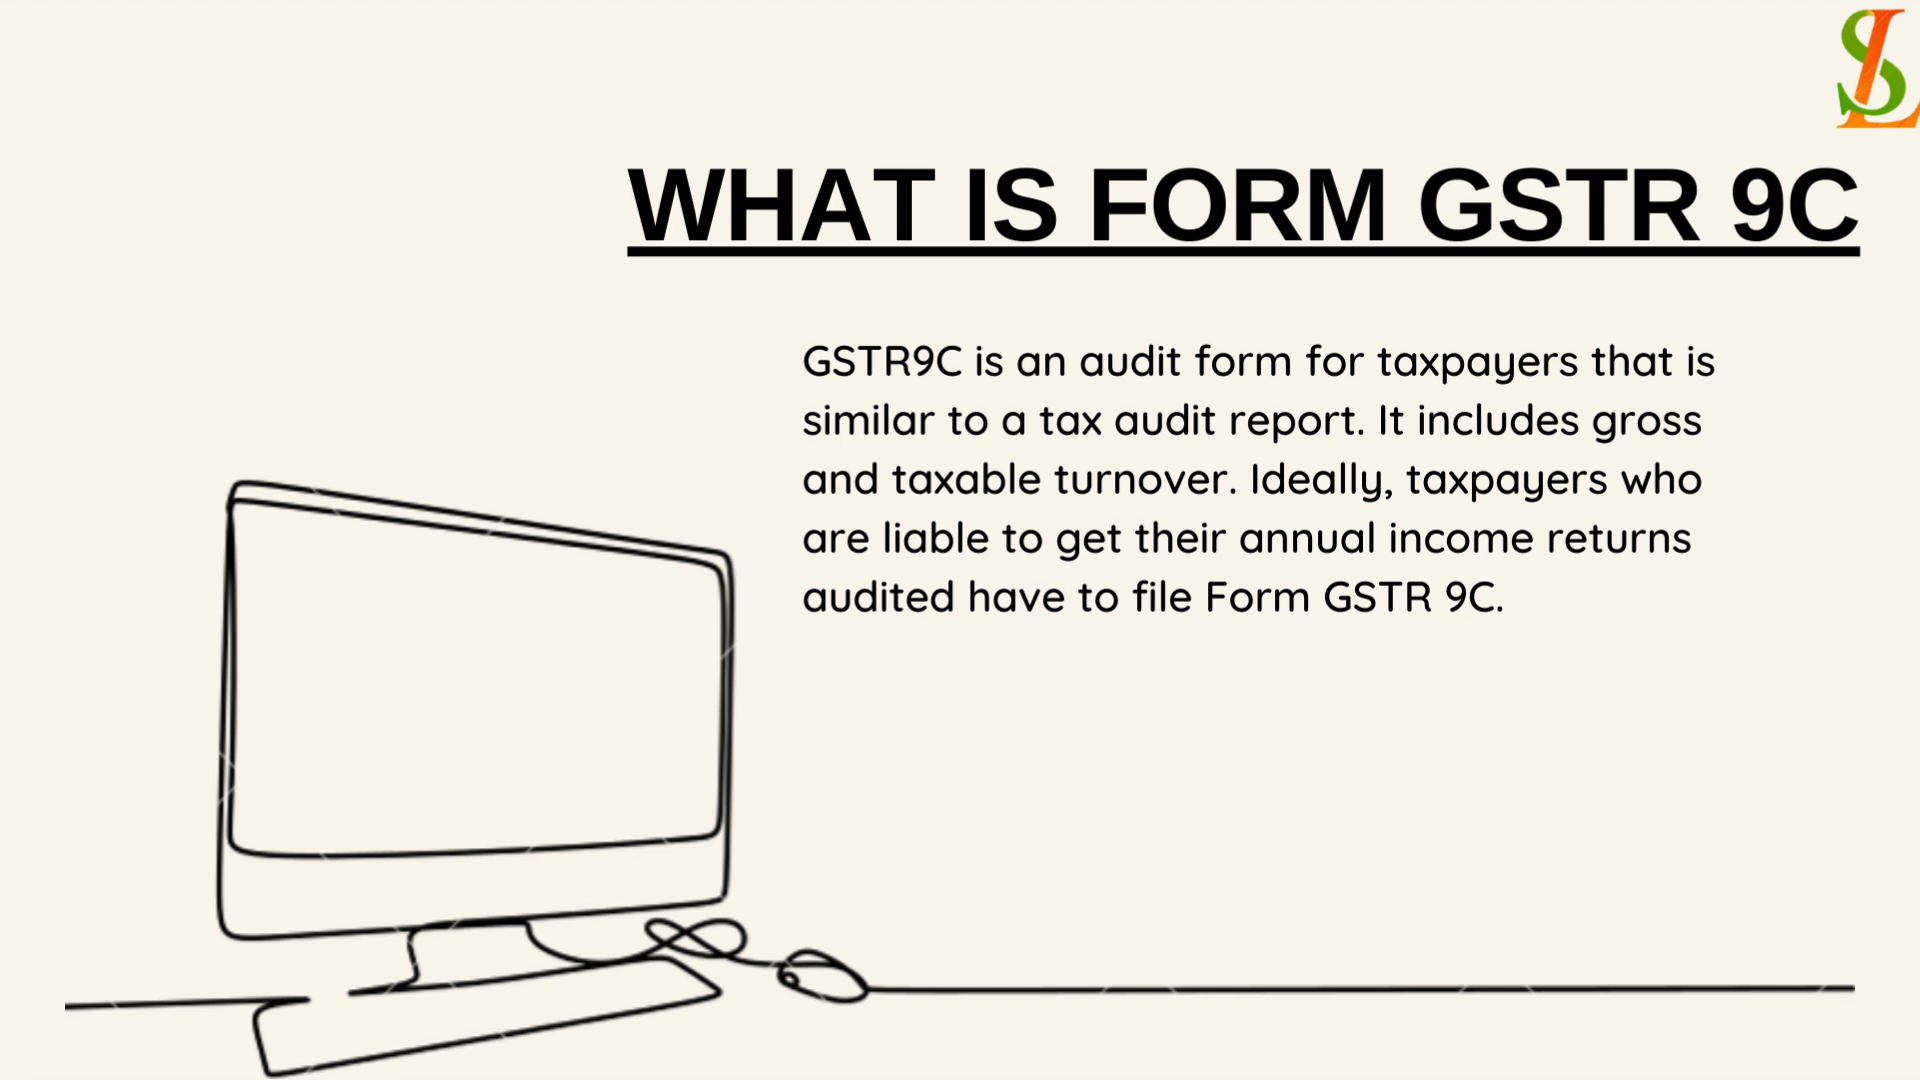 SL
WHAT IS FORM GSTR 9C
GSTR9C is an audit form for taxpayers that is
similar to a tax audit report. It includes gross
and taxable turnover. Ideally, taxpayers who
are liable to get their annual income returns
audited have to file Form GSTR 9C.